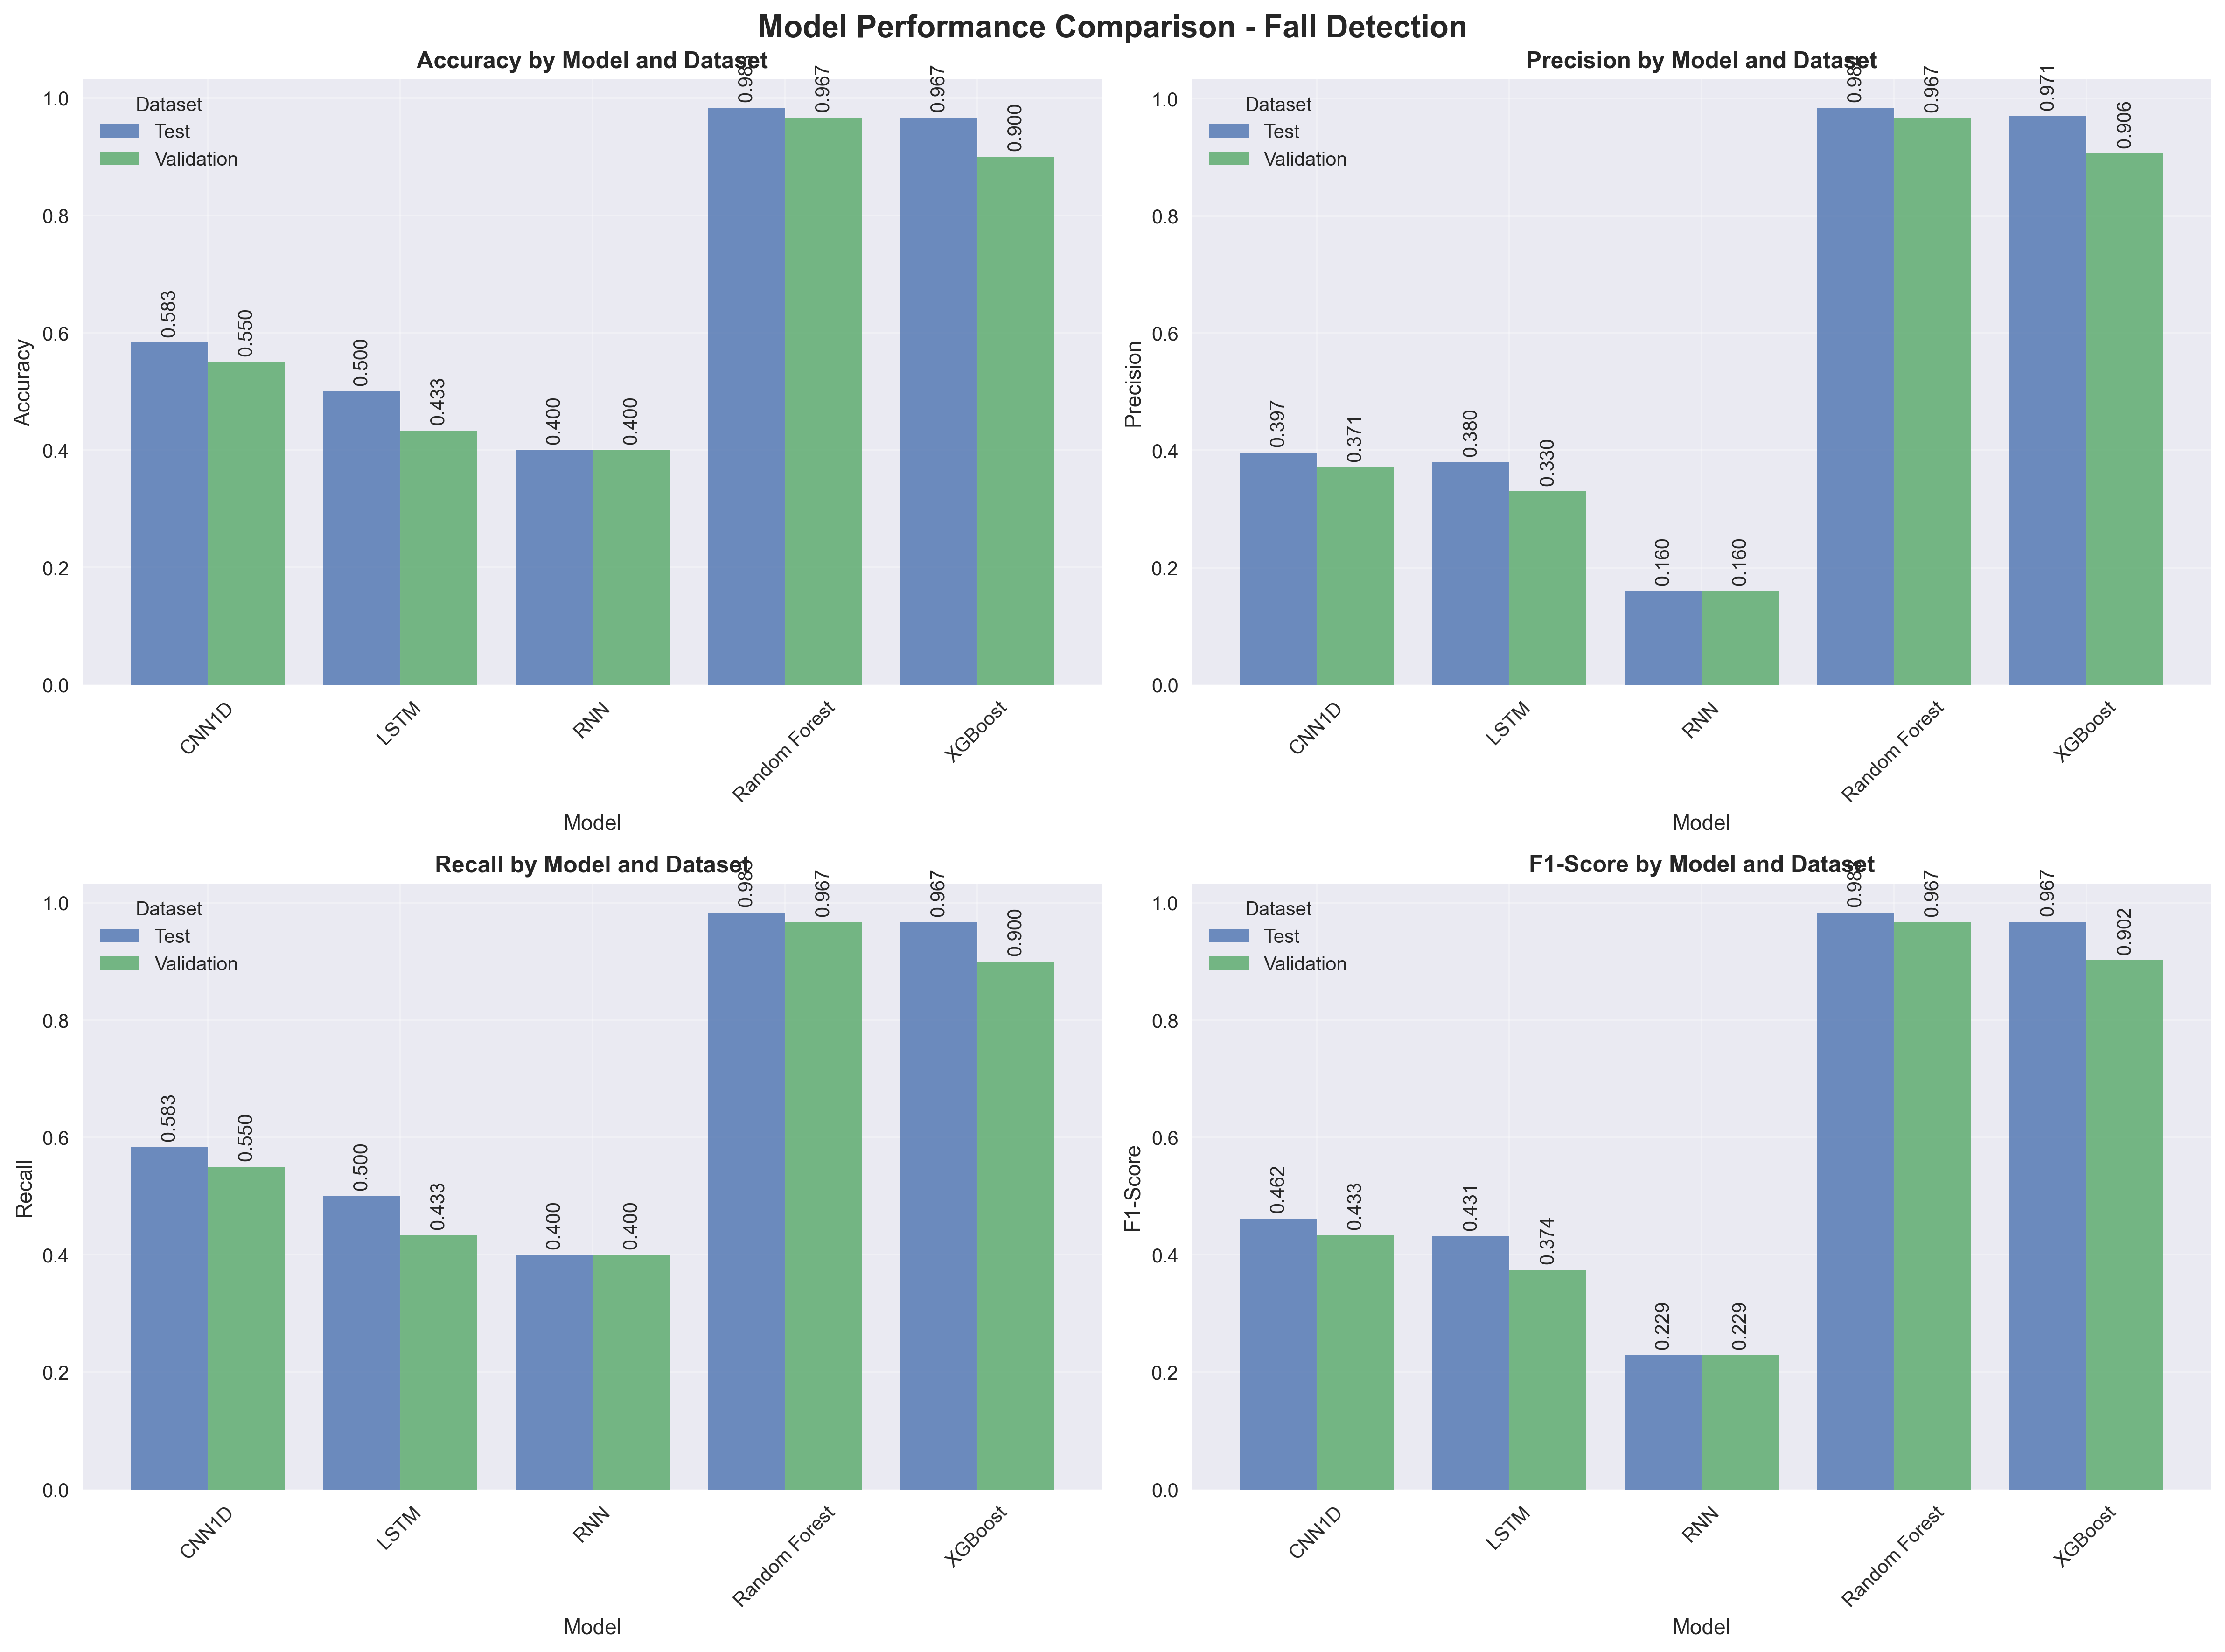 Model Performance Comparison - Fall Detection
Accuracy by Model and Dataset
Accuracy
1.0
0.8
0.6
0.4
0.2
0.0
Dataset
Test
Validation
0.583
0.550
0.500
0.433
0.400
0.400
0.967
0.967
0.900
CNN1D
LSTM
RNN
Random Forest
XGBoost
Model
Precision by Model and Dataset
Precision
1.0
0.8
0.6
0.4
0.2
0.0
Dataset
Test
Validation
0.397
0.371
0.380
0.330
0.160
0.160
0.967
0.971
0.906
CNN1D
LSTM
RNN
Random Forest
XGBoost
Model
Recall by Model and Dataset
Recall
1.0
0.8
0.6
0.4
0.2
0.0
Dataset
Test
Validation
0.583
0.550
0.500
0.433
0.400
0.400
0.967
0.967
0.900
CNN1D
LSTM
RNN
Random Forest
XGBoost
Model
F1-Score by Model and Dataset
F1-Score
1.0
0.8
0.6
0.4
0.2
0.0
Dataset
Test
Validation
0.462
0.433
0.431
0.374
0.229
0.229
0.967
0.967
0.902
CNN1D
LSTM
RNN
Random Forest
XGBoost
Model